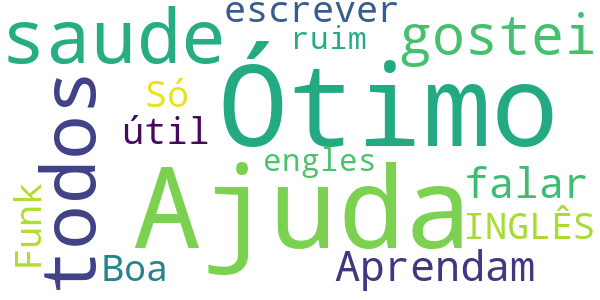 escrever
saude
ruim
gostei
Ótimo
Só
todos
útil
engles
Ajuda
falar
Funk
INGLÊS
Boa
Aprendam